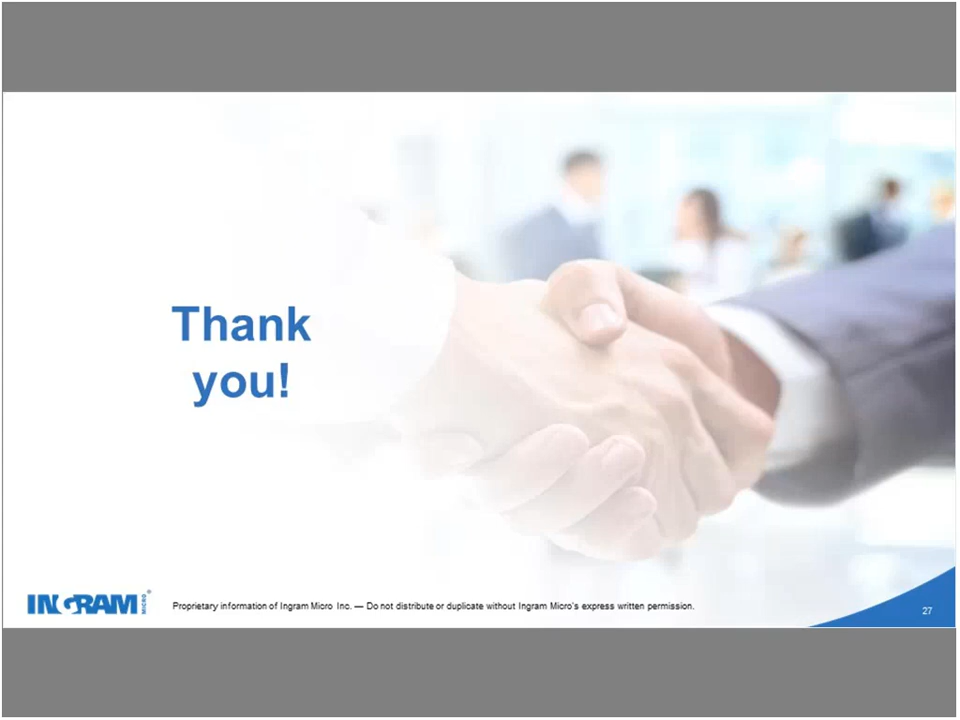 Thank
you!
INGRAM MICRO®
Proprietary information of Ingram Micro Inc. — Do not distribute or duplicate without Ingram Micro's express written permission.
27